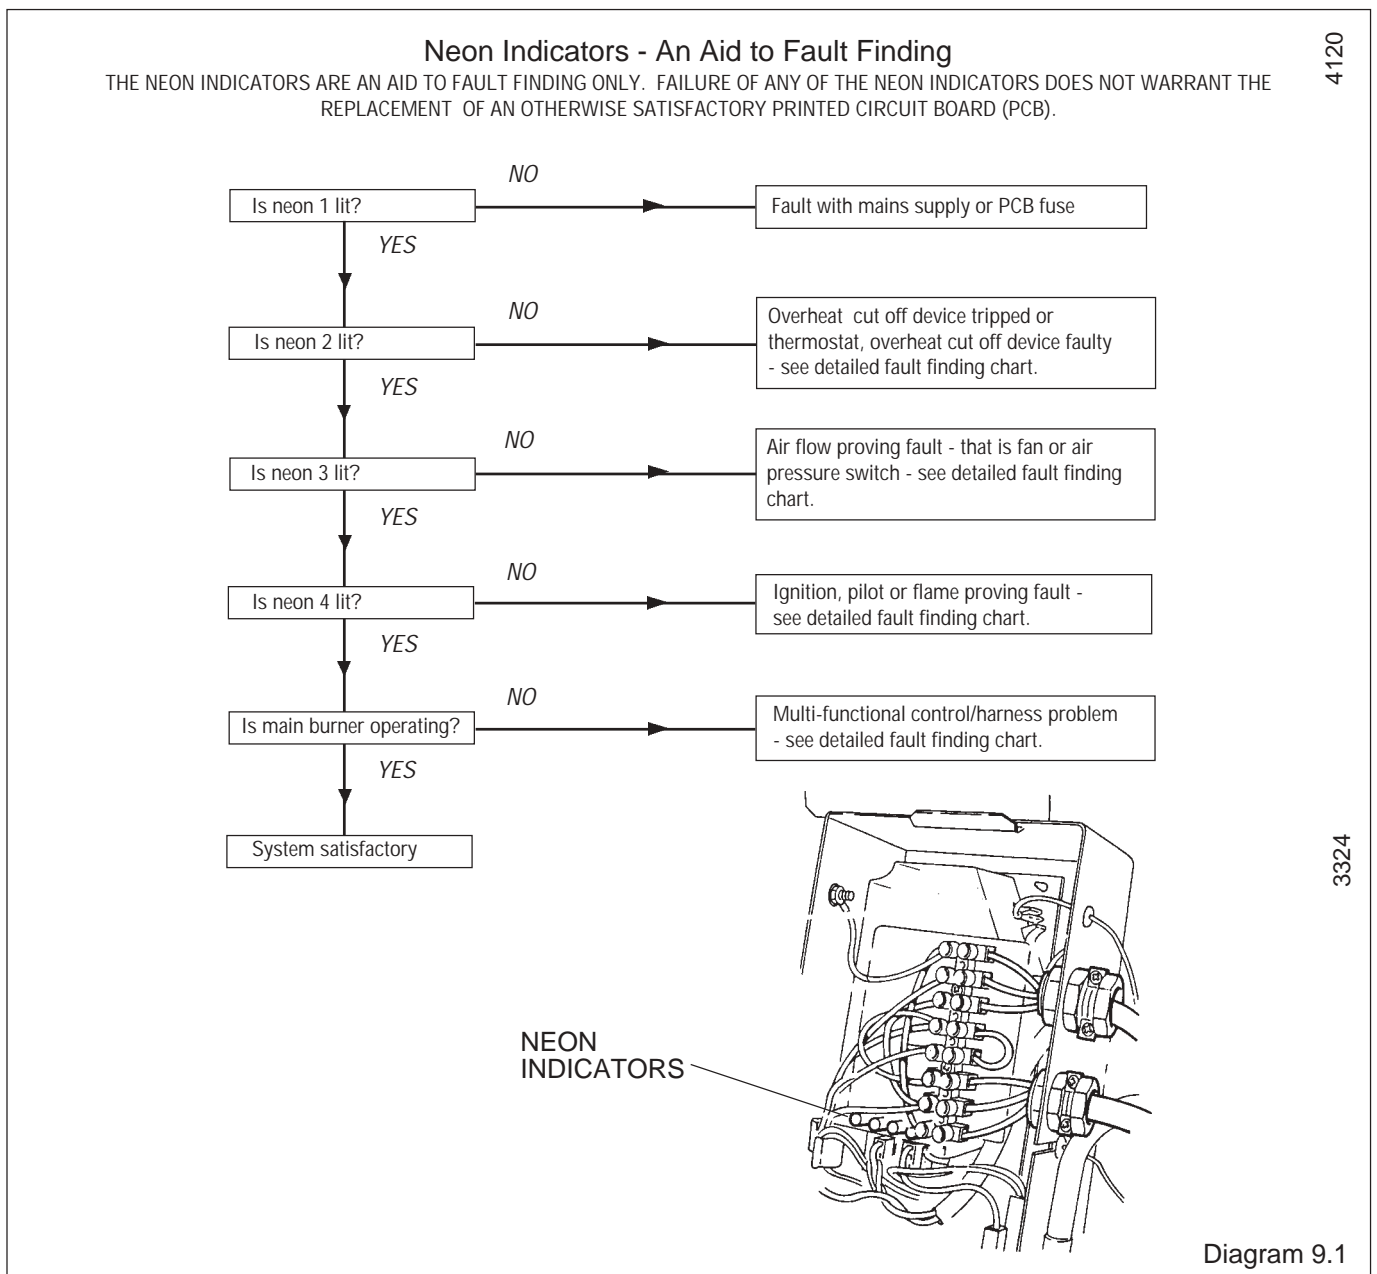 Neon Indicators - An Aid to Fault Finding
THE NEON INDICATORS ARE AN AID TO FAULT FINDING ONLY. FAILURE OF ANY OF THE NEON INDICATORS DOES NOT WARRANT THE
REPLACEMENT OF AN OTHERWISE SATISFACTORY PRINTED CIRCUIT BOARD (PCB).
4120
Is neon 1 lit?
NO
Fault with mains supply or PCB fuse
YES
Is neon 2 lit?
NO
Overheat cut off device tripped or
thermostat, overheat cut off device faulty
- see detailed fault finding chart.
YES
Is neon 3 lit?
NO
Air flow proving fault - that is fan or air
pressure switch - see detailed fault finding
chart.
YES
Is neon 4 lit?
NO
Ignition, pilot or flame proving fault -
see detailed fault finding chart.
YES
Is main burner operating?
NO
Multi-functional control/harness problem
- see detailed fault finding chart.
YES
System satisfactory
3324
NEON
INDICATORS
Diagram 9.1